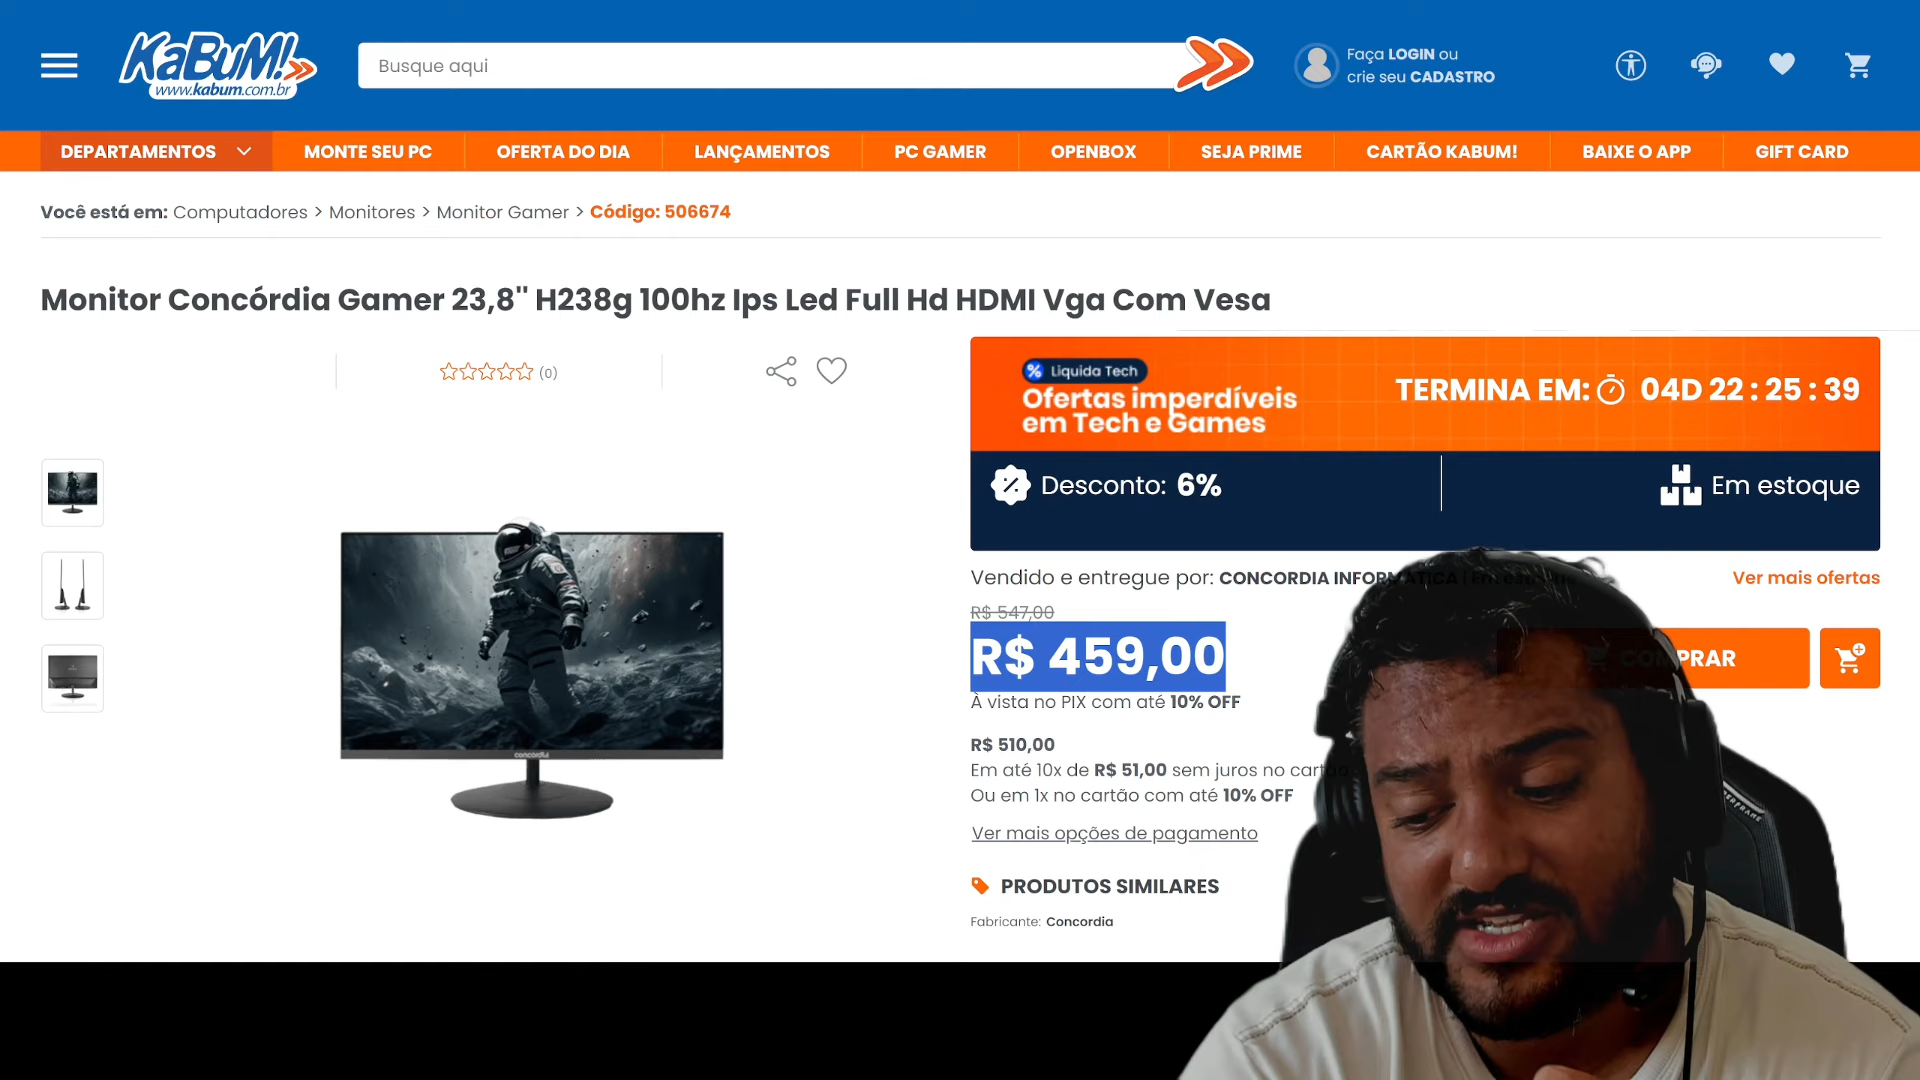 KaBuM!
www.kabum.com.br
Busque aqui
Faça LOGIN ou
crie seu CADASTRO
DEPARTAMENTOS
MONTE SEU PC
OFERTA DO DIA
LANÇAMENTOS
PC GAMER
OPENBOX
SEJA PRIME
CARTÃO KABUM!
BAIXE O APP
GIFT CARD
Você está em: Computadores > Monitores > Monitor Gamer > Código: 506674
Monitor Concórdia Gamer 23,8" H238g 100hz Ips Led Full Hd HDMI Vga Com Vesa
(0)
Liquida Tech
Ofertas imperdíveis
em Tech e Games
TERMINA EM: 04D 22 : 25 : 39
Desconto: 6%
Em estoque
Vendido e entregue por: CONCORDIA INFORMÁTICA |
Ver mais ofertas
R$ 547,00
R$ 459,00
COMPRAR
À vista no PIX com até 10% OFF
R$ 510,00
Em até 10x de R$ 51,00 sem juros no cartão
Ou em 1x no cartão com até 10% OFF
Ver mais opções de pagamento
PRODUTOS SIMILARES
Fabricante: Concordia
concordia